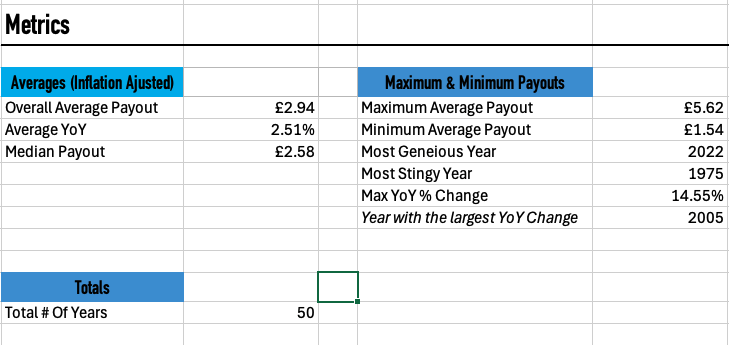 Metrics
Averages (Inflation Ajusted) Maximum & Minimum Payouts
Overall Average Payout £2.94 Maximum Average Payout £5.62
Average YoY 2.51% Minimum Average Payout £1.54
Median Payout £2.58 Most Geneious Year 2022
Most Stingy Year 1975
Max YoY % Change 14.55%
Year with the largest YoY Change 2005
Totals
Total # Of Years 50